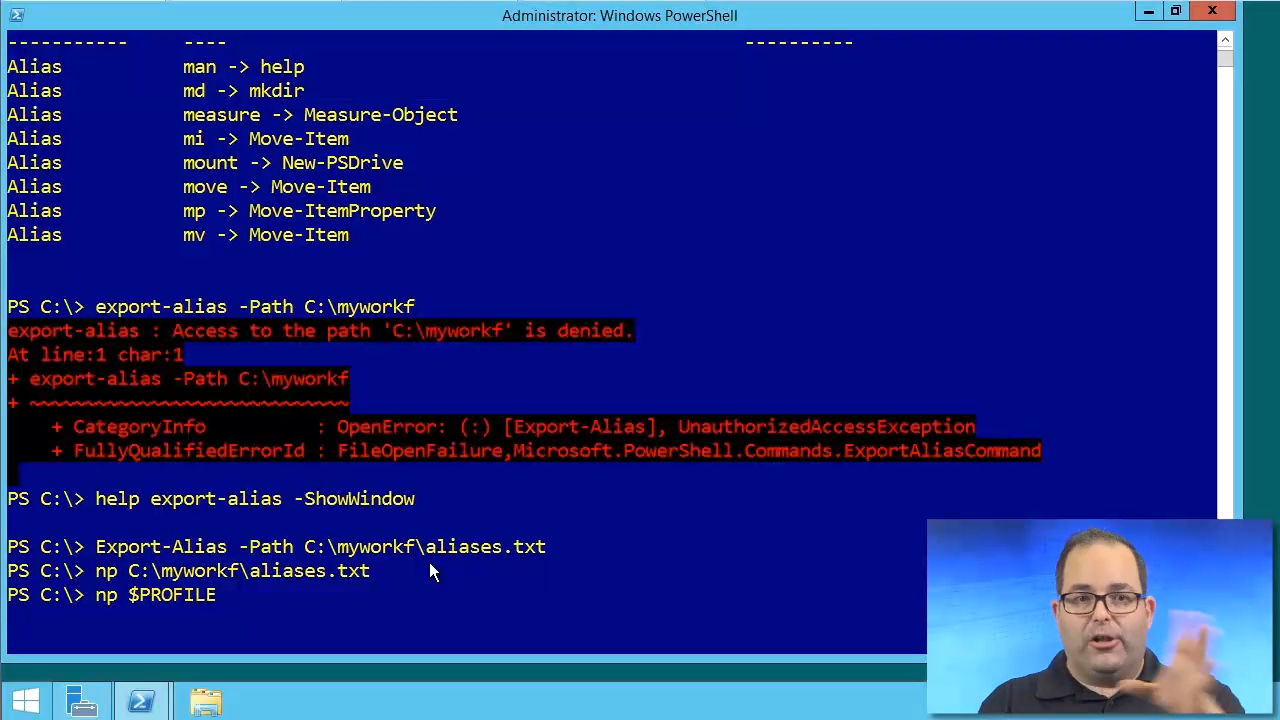 Administrator: Windows PowerShell
----------- ---- ----------
Alias man -> help
Alias md -> mkdir
Alias measure -> Measure-Object
Alias mi -> Move-Item
Alias mount -> New-PSDrive
Alias move -> Move-Item
Alias mp -> Move-ItemProperty
Alias mv -> Move-Item
PS C:\> export-alias -Path C:\myworkf
export-alias : Access to the path 'C:\myworkf' is denied.
At line:1 char:1
+ export-alias -Path C:\myworkf
+ ~~~~~~~~~~~~~~~~~~~~~~~~~~~~~
+ CategoryInfo : OpenError: (:) [Export-Alias], UnauthorizedAccessException
+ FullyQualifiedErrorId : FileOpenFailure,Microsoft.PowerShell.Commands.ExportAliasCommand
PS C:\> help export-alias -ShowWindow
PS C:\> Export-Alias -Path C:\myworkf\aliases.txt
PS C:\> np C:\myworkf\aliases.txt
PS C:\> np $PROFILE